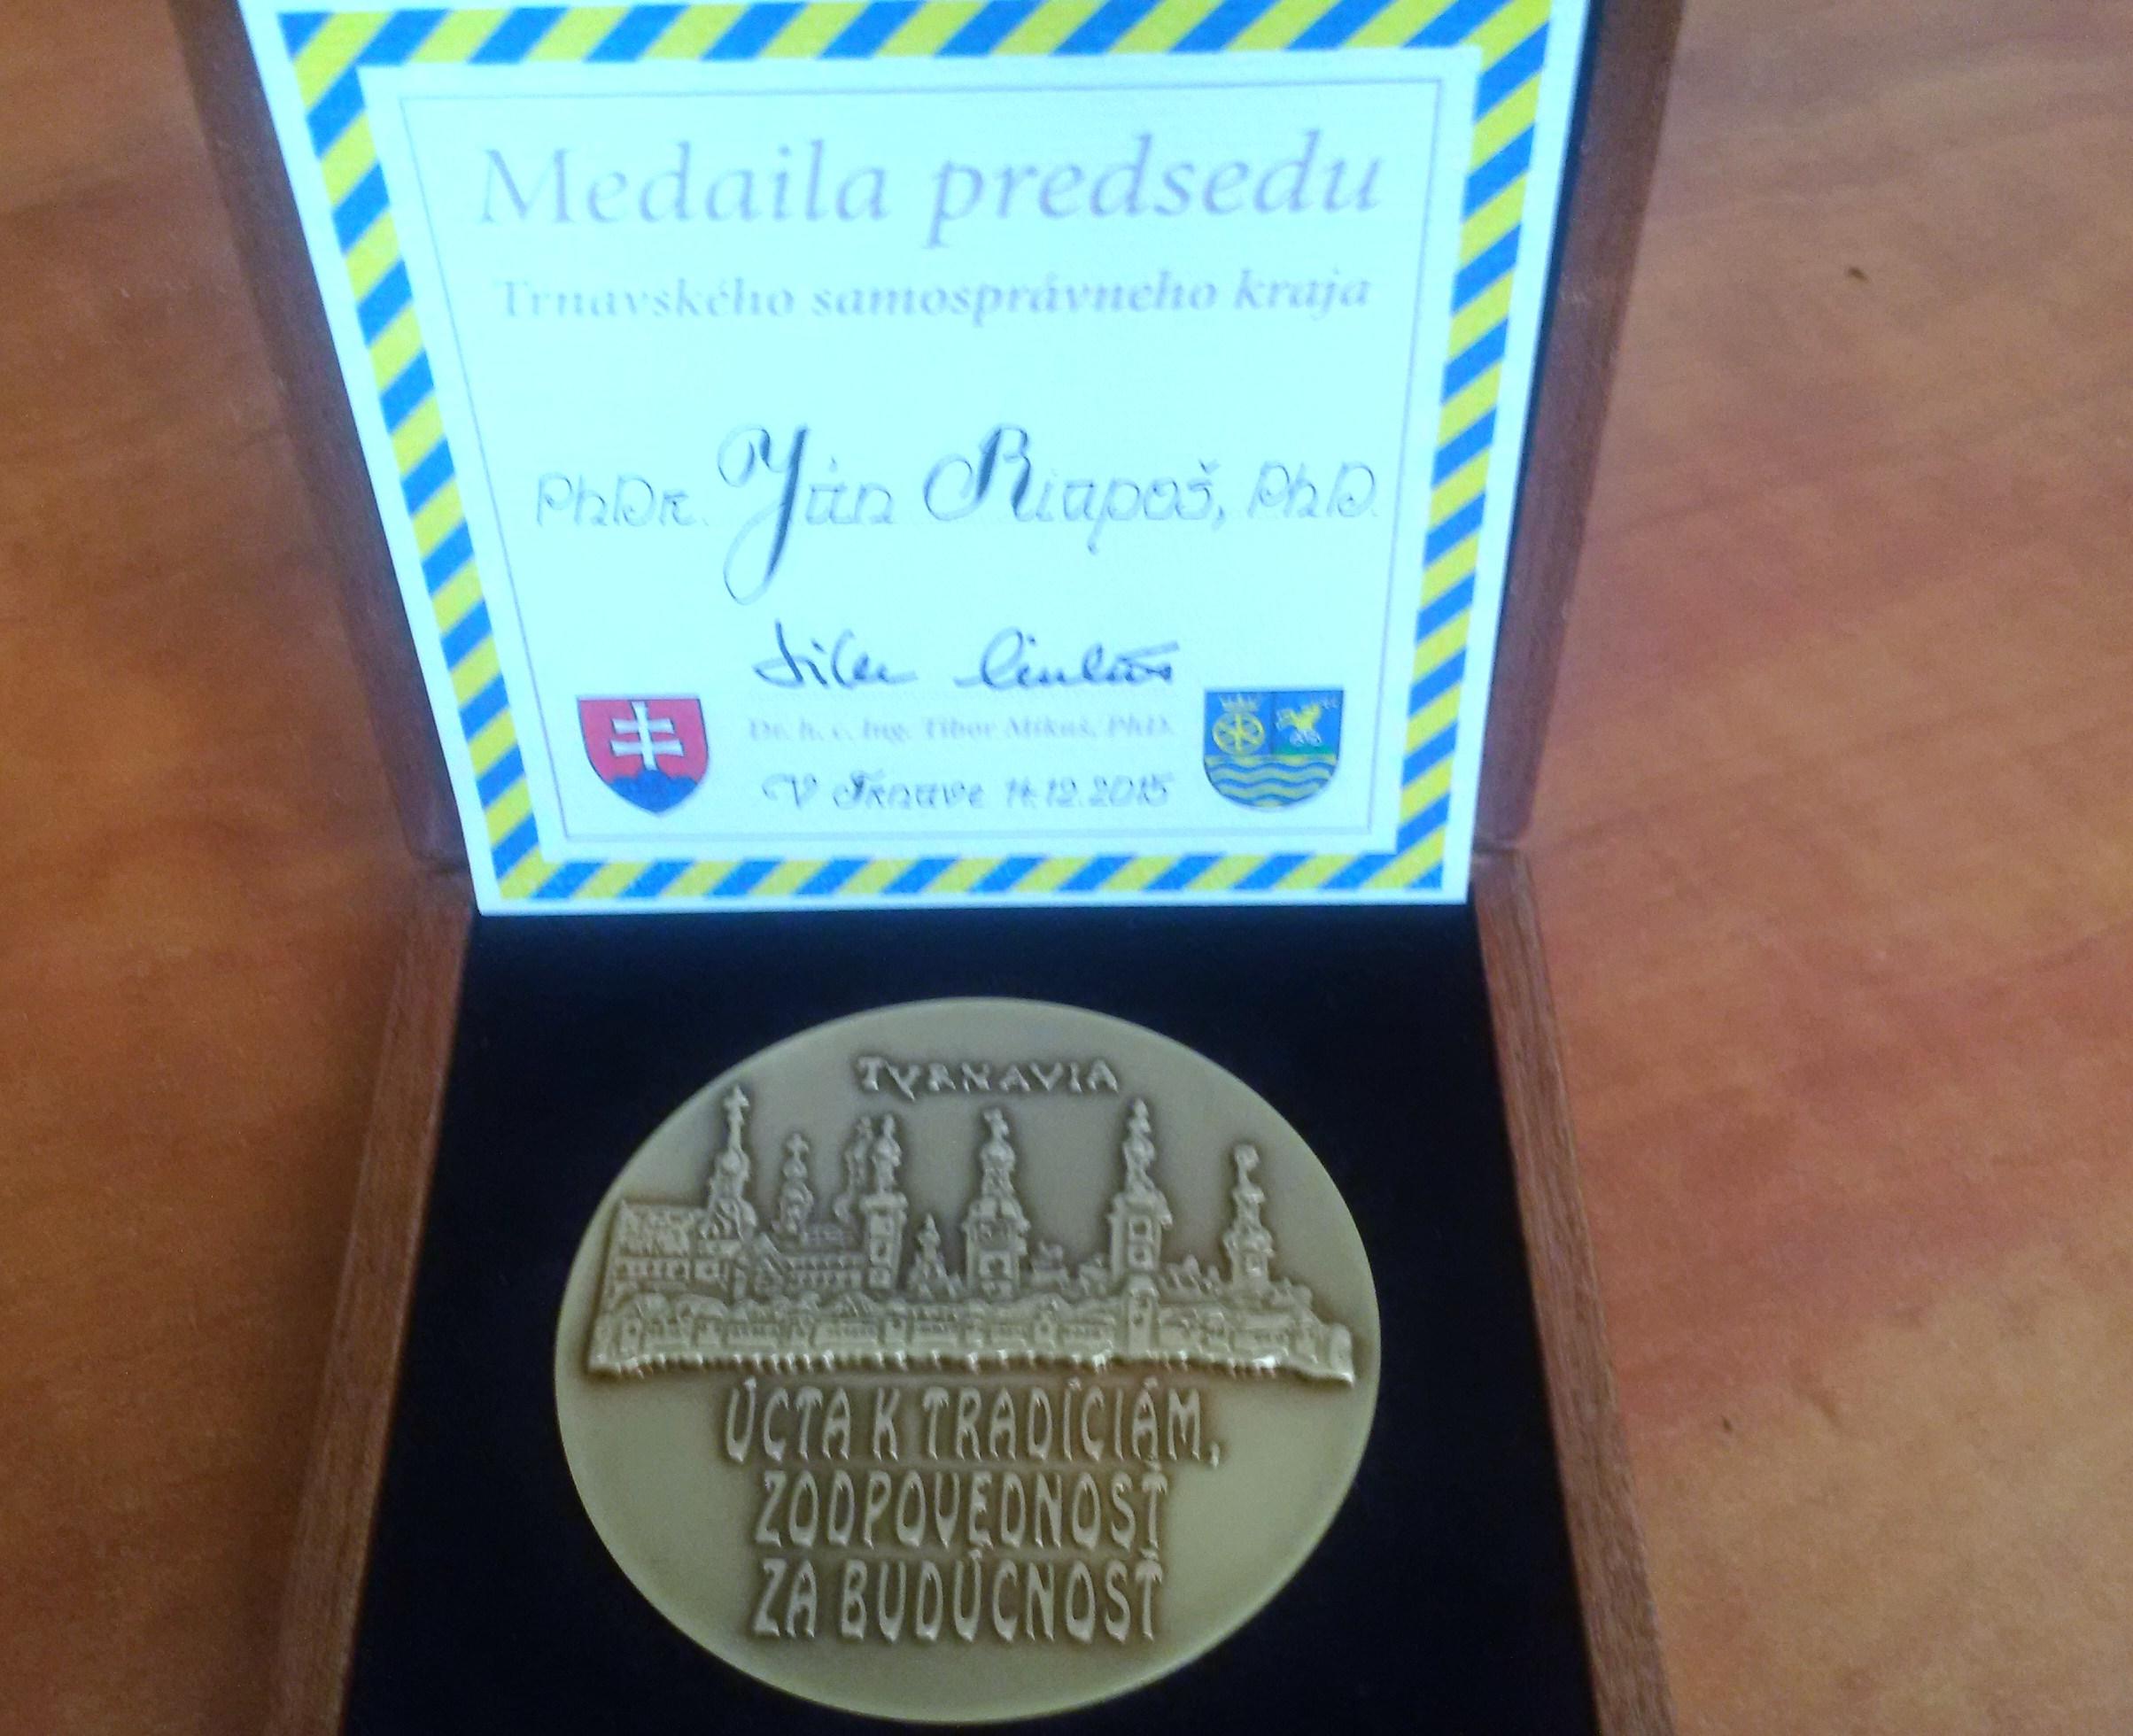 Medaila predsedu
Trnavského samosprávneho kraja
PhDr. Ján Riapoš, PhD.
Dr. h. c. Ing. Tibor Mikuš, PhD.
V Trnave 14.12.2015
TYRNAVIA
ÚCTA K TRADÍCIÁM,
ZODPOVEDNOSŤ
ZA BUDÚCNOSŤ